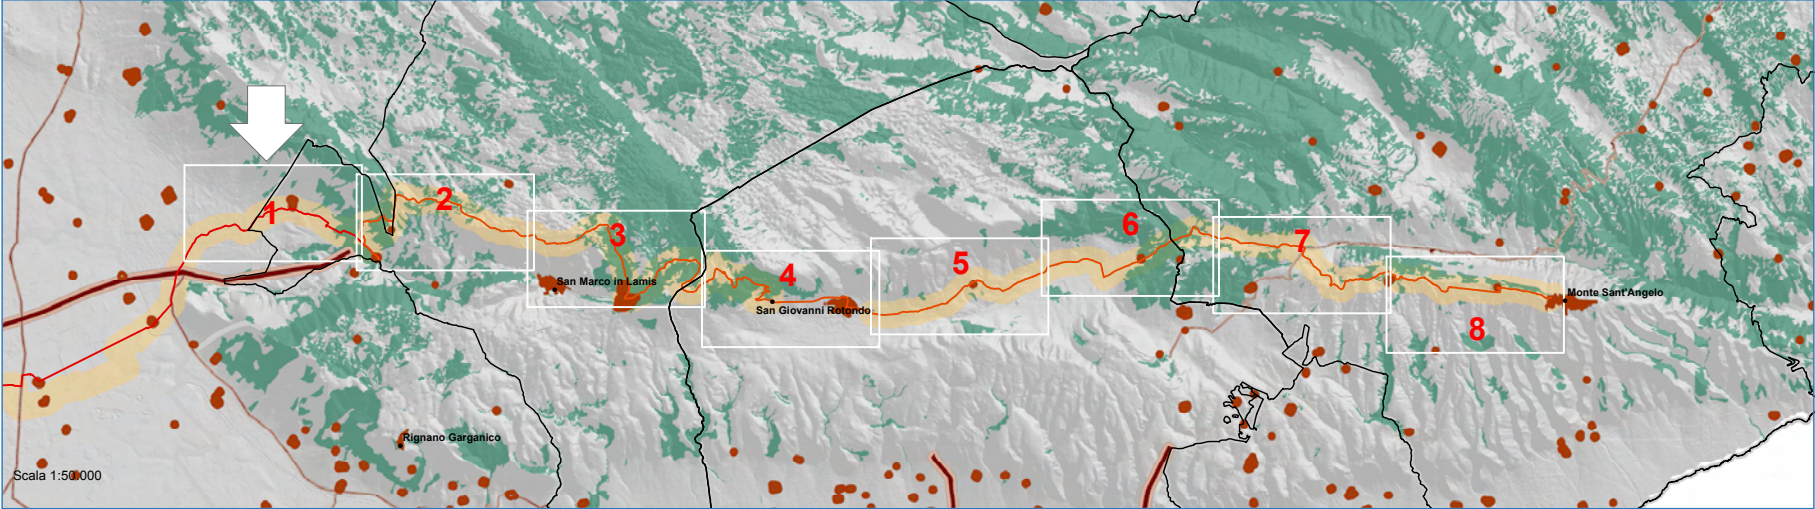 1
2
3
4
5
6
7
8
San Marco in Lamis
San Giovanni Rotondo
Monte Sant'Angelo
Rignano Garganico
Scala 1:50.000